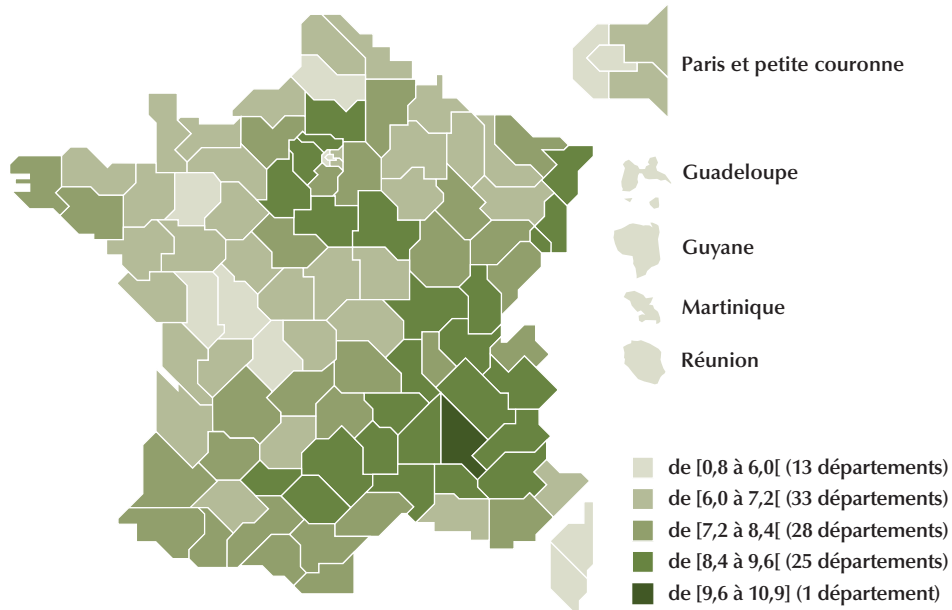 Paris et petite couronne
Guadeloupe
Guyane
Martinique
Réunion
de [0,8 à 6,0[ (13 départements)
de [6,0 à 7,2[ (33 départements)
de [7,2 à 8,4[ (28 départements)
de [8,4 à 9,6[ (25 départements)
de [9,6 à 10,9] (1 département)